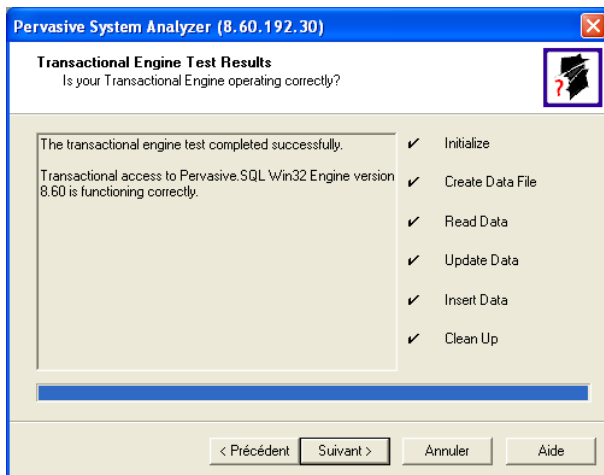 Pervasive System Analyzer (8.60.192.30)
Transactional Engine Test Results
Is your Transactional Engine operating correctly?
The transactional engine test completed successfully.
Transactional access to Pervasive.SQL Win32 Engine version
8.60 is functioning correctly.
Initialize
Create Data File
Read Data
Update Data
Insert Data
Clean Up
< Précédent
Suivant >
Annuler
Aide